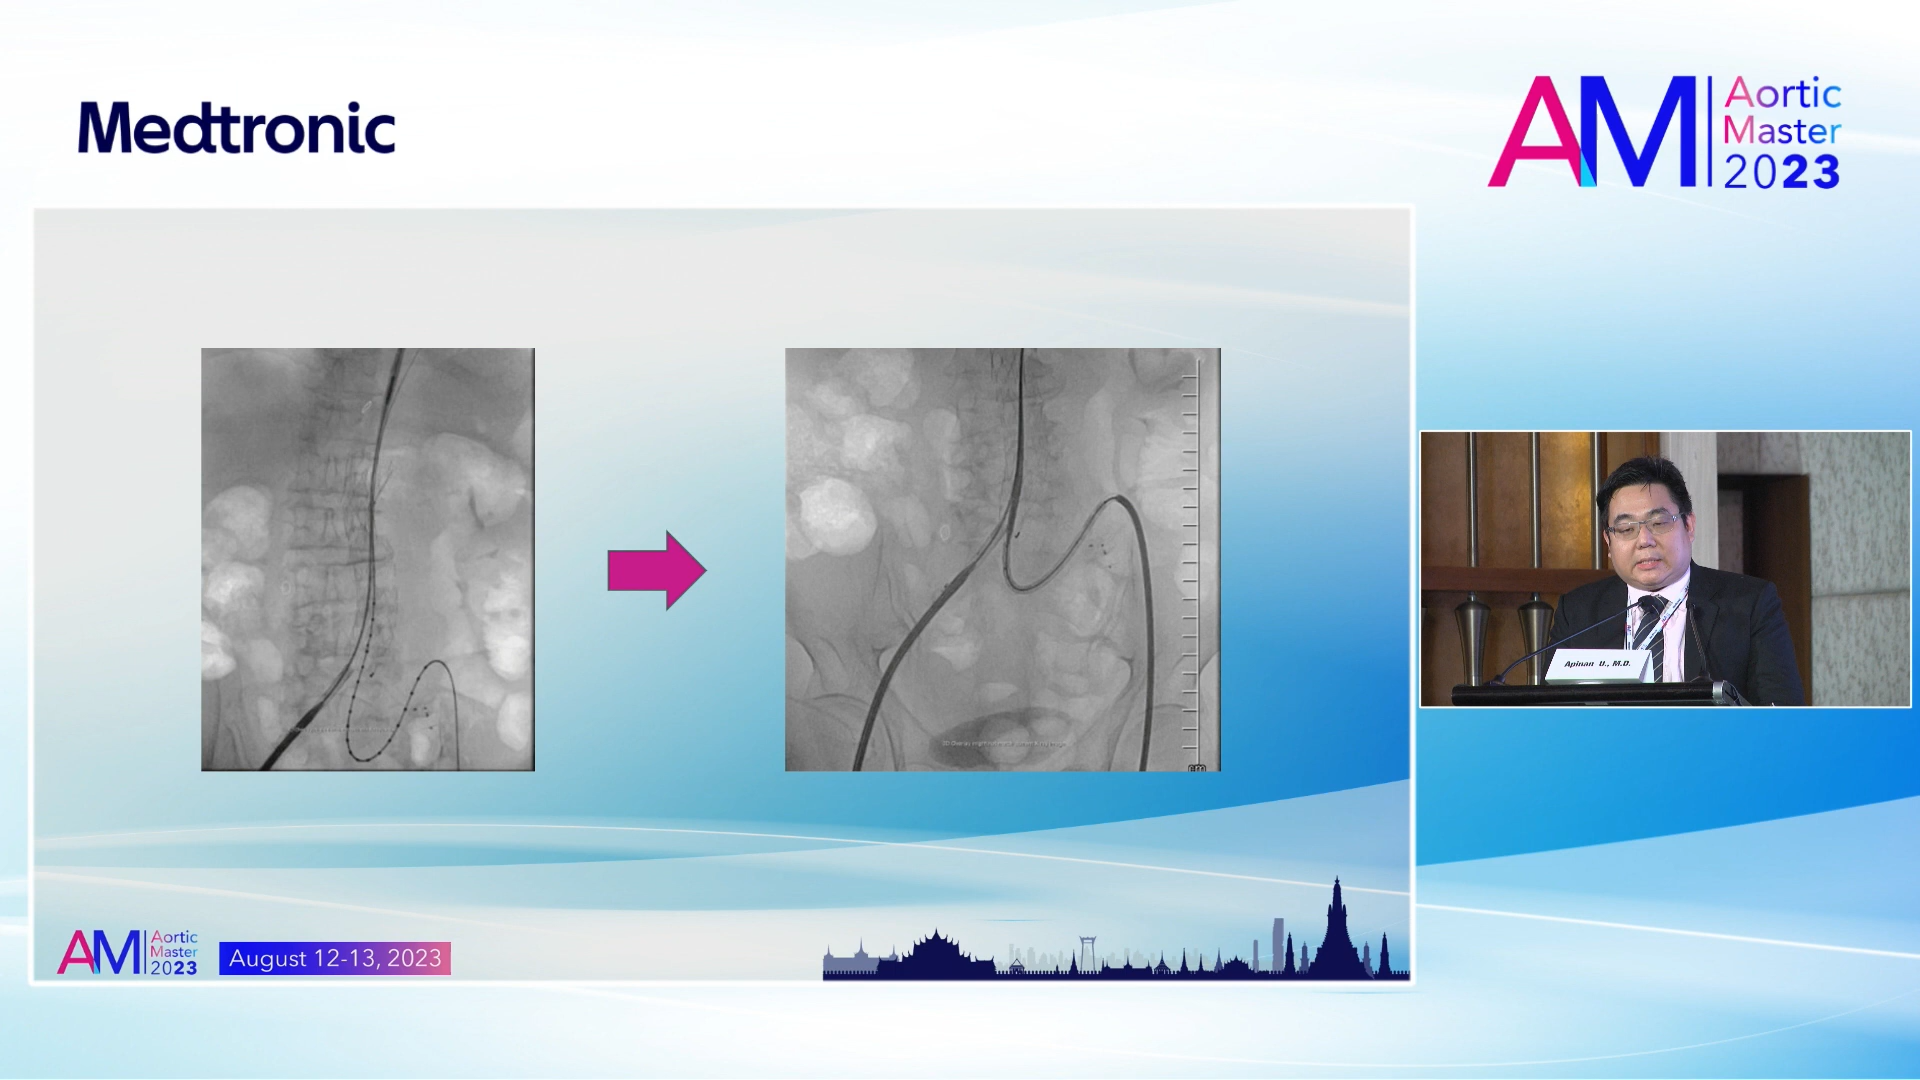 Medtronic
AM
Aortic
Master
2023
Apinan U., M.D.
AM
Aortic
Master
2023
August 12-13, 2023